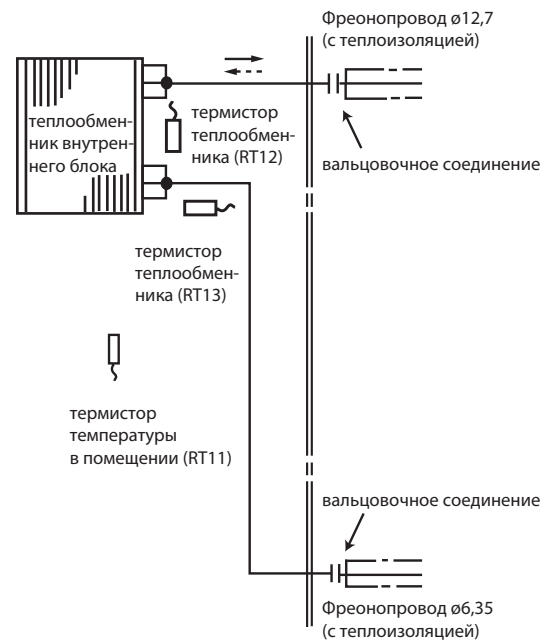 Фреонопровод ø12,7
(с теплоизоляцией)
теплообмен-
ник внутрен-
него блока
термистор
теплообмен-
ника (RT12)
вальцовочное соединение
термистор
теплообмен-
ника (RT13)
термистор
температуры
в помещении (RT11)
вальцовочное соединение
Фреонопровод ø6,35
(с теплоизоляцией)